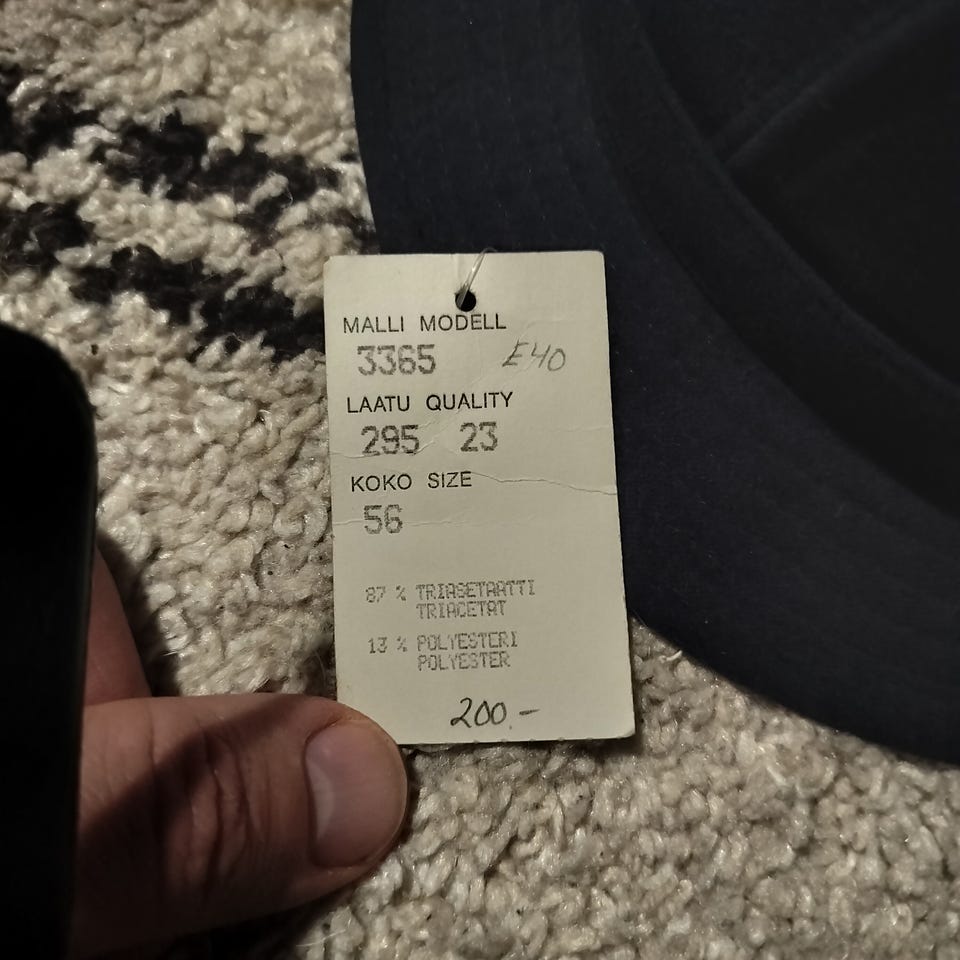 MALLI MODELL
3365 E40
LAATU QUALITY
295 23
KOKO SIZE
56
87 % TRIASETAATTI
TRIACETAT
13 % POLYESTERI
POLYESTER
200.-